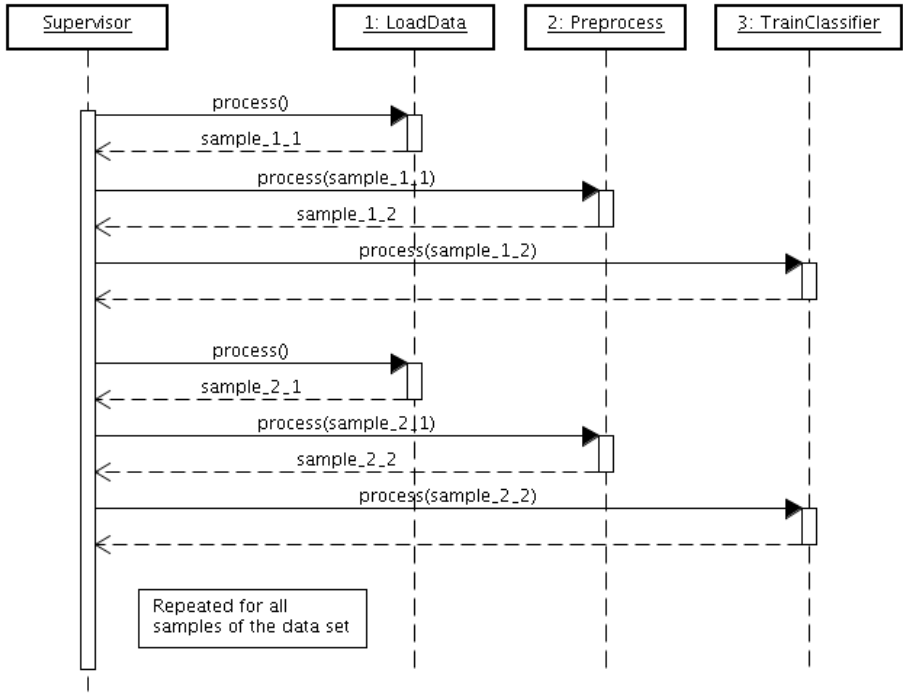 Supervisor
1: LoadData
2: Preprocess
3: TrainClassifier
process()
sample_1_1
process(sample_1_1)
sample_1_2
process(sample_1_2)
process()
sample_2_1
process(sample_2_1)
sample_2_2
process(sample_2_2)
Repeated for all
samples of the data set